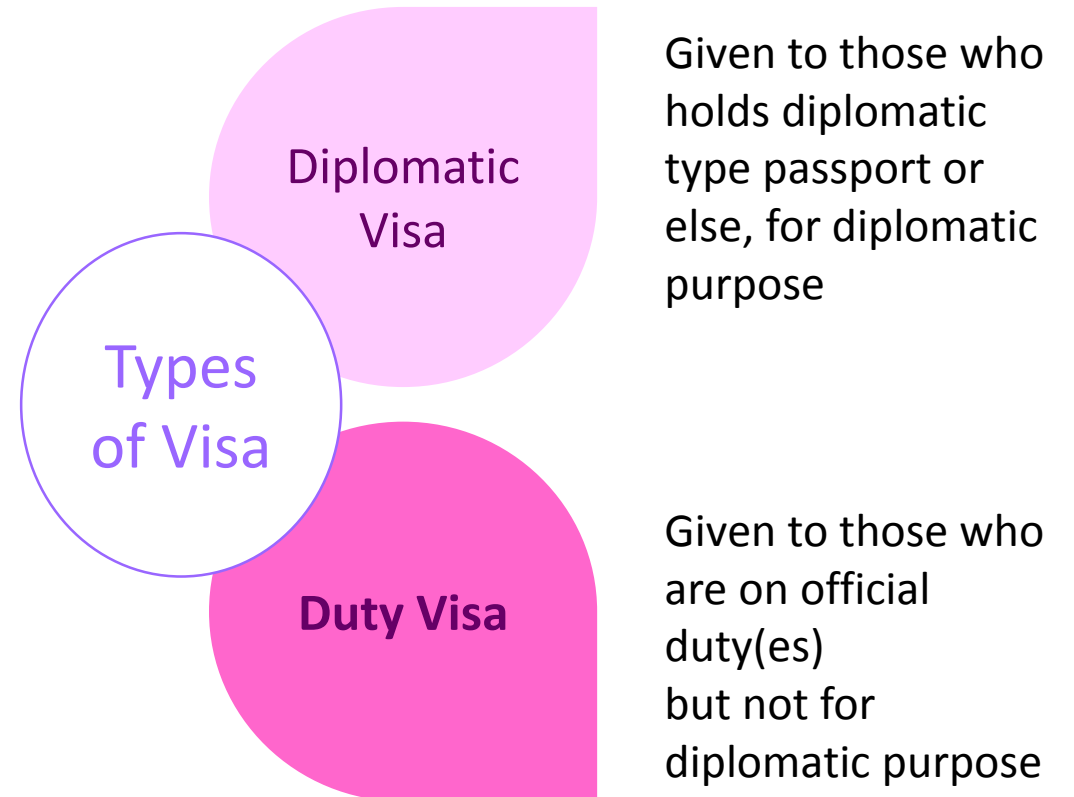 Types
of Visa
Diplomatic
Visa
Given to those who
holds diplomatic
type passport or
else, for diplomatic
purpose
Duty Visa
Given to those who
are on official
duty(es)
but not for
diplomatic purpose